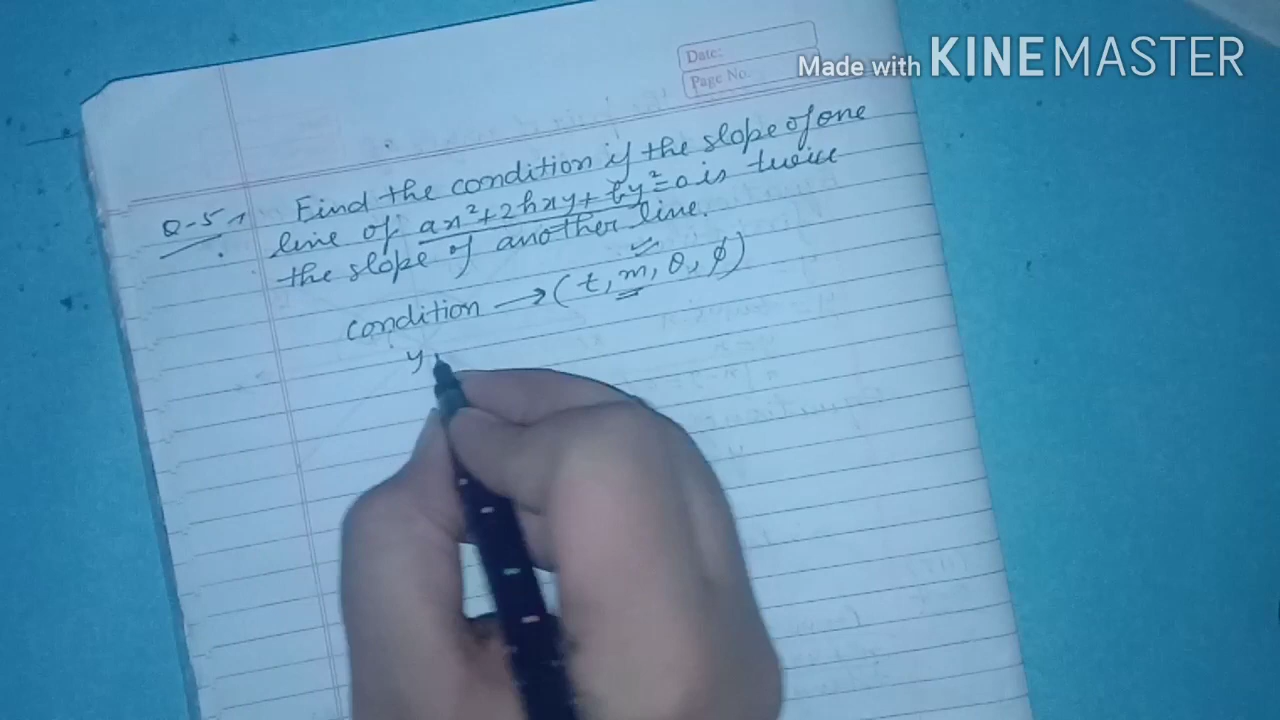 Date:
Page No.
Made with KINEMASTER
Q-5 Find the condition if the slope of one
line of ax²+2hxy+by²=0 is twice
the slope of another line.
condition → (t, m, θ, φ)
y